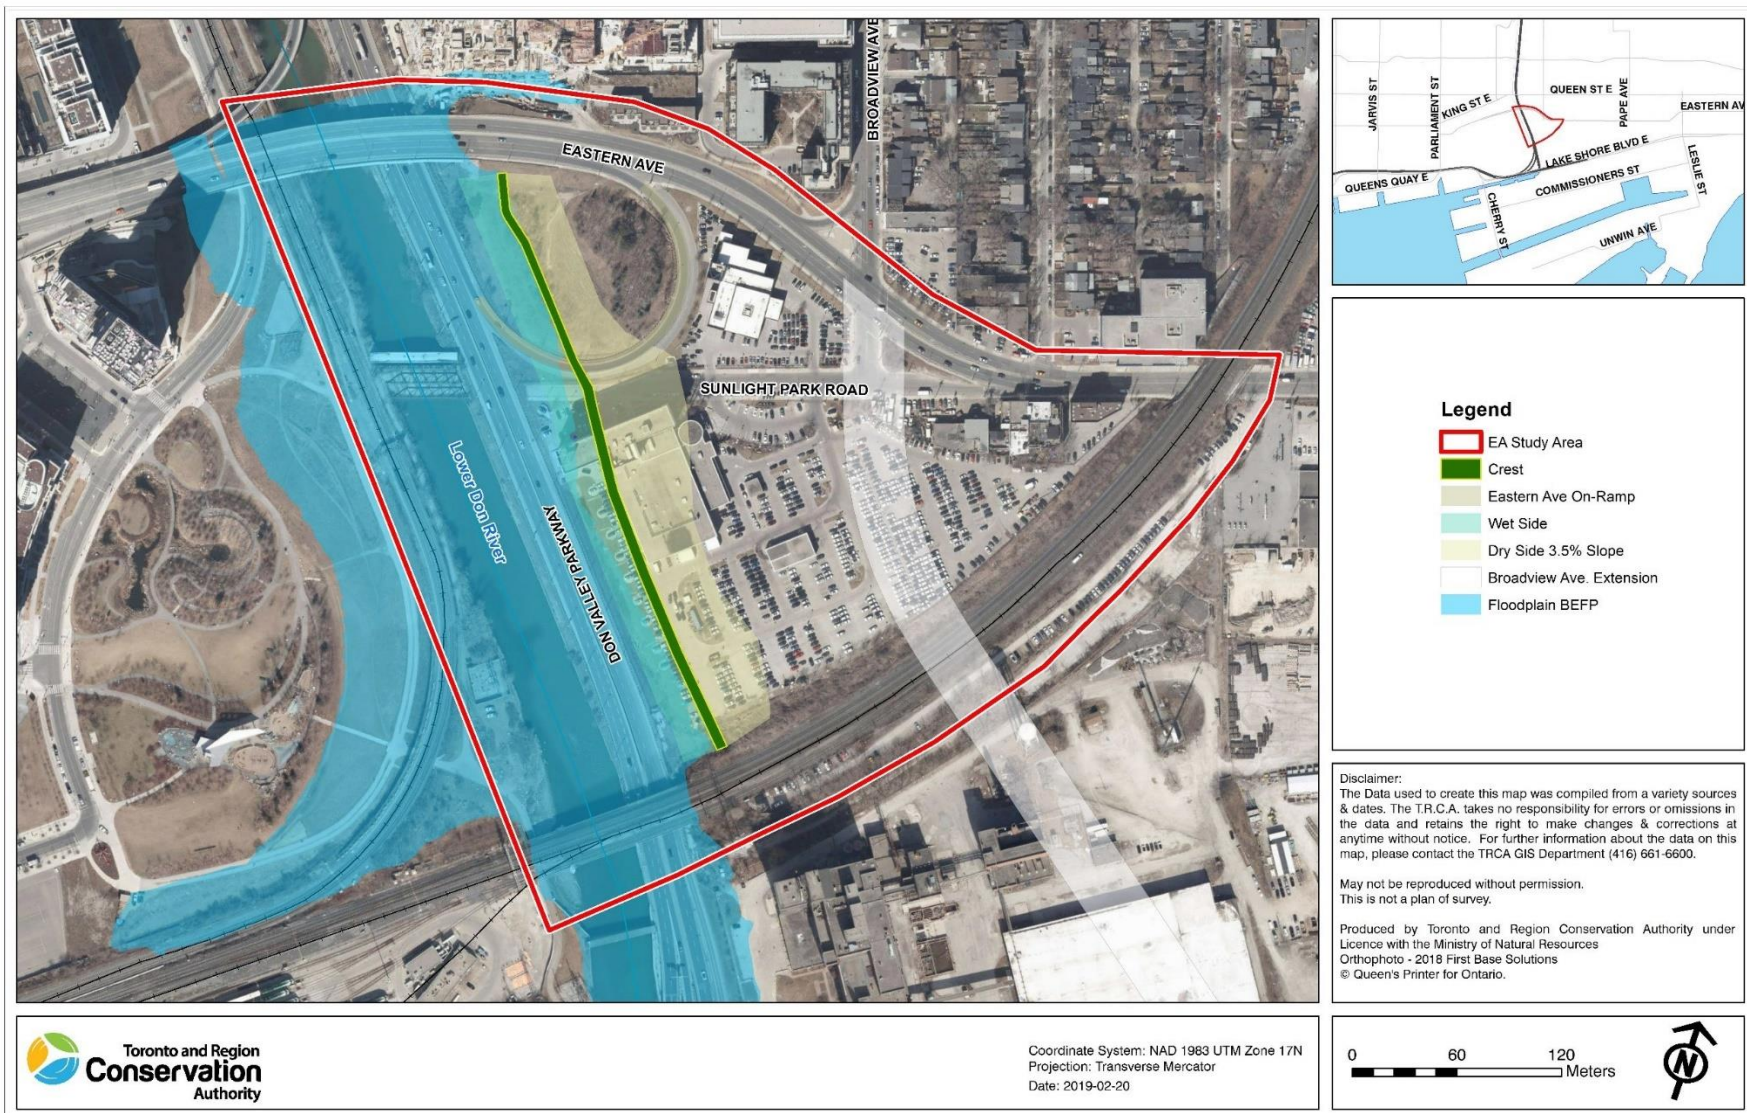 BROADVIEW AVE
EASTERN AVE
SUNLIGHT PARK ROAD
Lower Don River
DON VALLEY PARKWAY
JARVIS ST
PARLIAMENT ST
KING ST E
QUEEN ST E
PAPE AVE
EASTERN AV
LAKE SHORE BLVD E
LESLIE ST
QUEENS QUAY E
COMMISSIONERS ST
CHERRY ST
UNWIN AVE
Legend
EA Study Area
Crest
Eastern Ave On-Ramp
Wet Side
Dry Side 3.5% Slope
Broadview Ave. Extension
Floodplain BEFP
Disclaimer:
The Data used to create this map was compiled from a variety sources
& dates. The T.R.C.A. takes no responsibility for errors or omissions in
the data and retains the right to make changes & corrections at
anytime without notice. For further information about the data on this
map, please contact the TRCA GIS Department (416) 661-6600.
May not be reproduced without permission.
This is not a plan of survey.
Produced by Toronto and Region Conservation Authority under
Licence with the Ministry of Natural Resources
Orthophoto - 2018 First Base Solutions
© Queen's Printer for Ontario.
Toronto and Region
Conservation
Authority
Coordinate System: NAD 1983 UTM Zone 17N
Projection: Transverse Mercator
Date: 2019-02-20
0 60 120
Meters
N